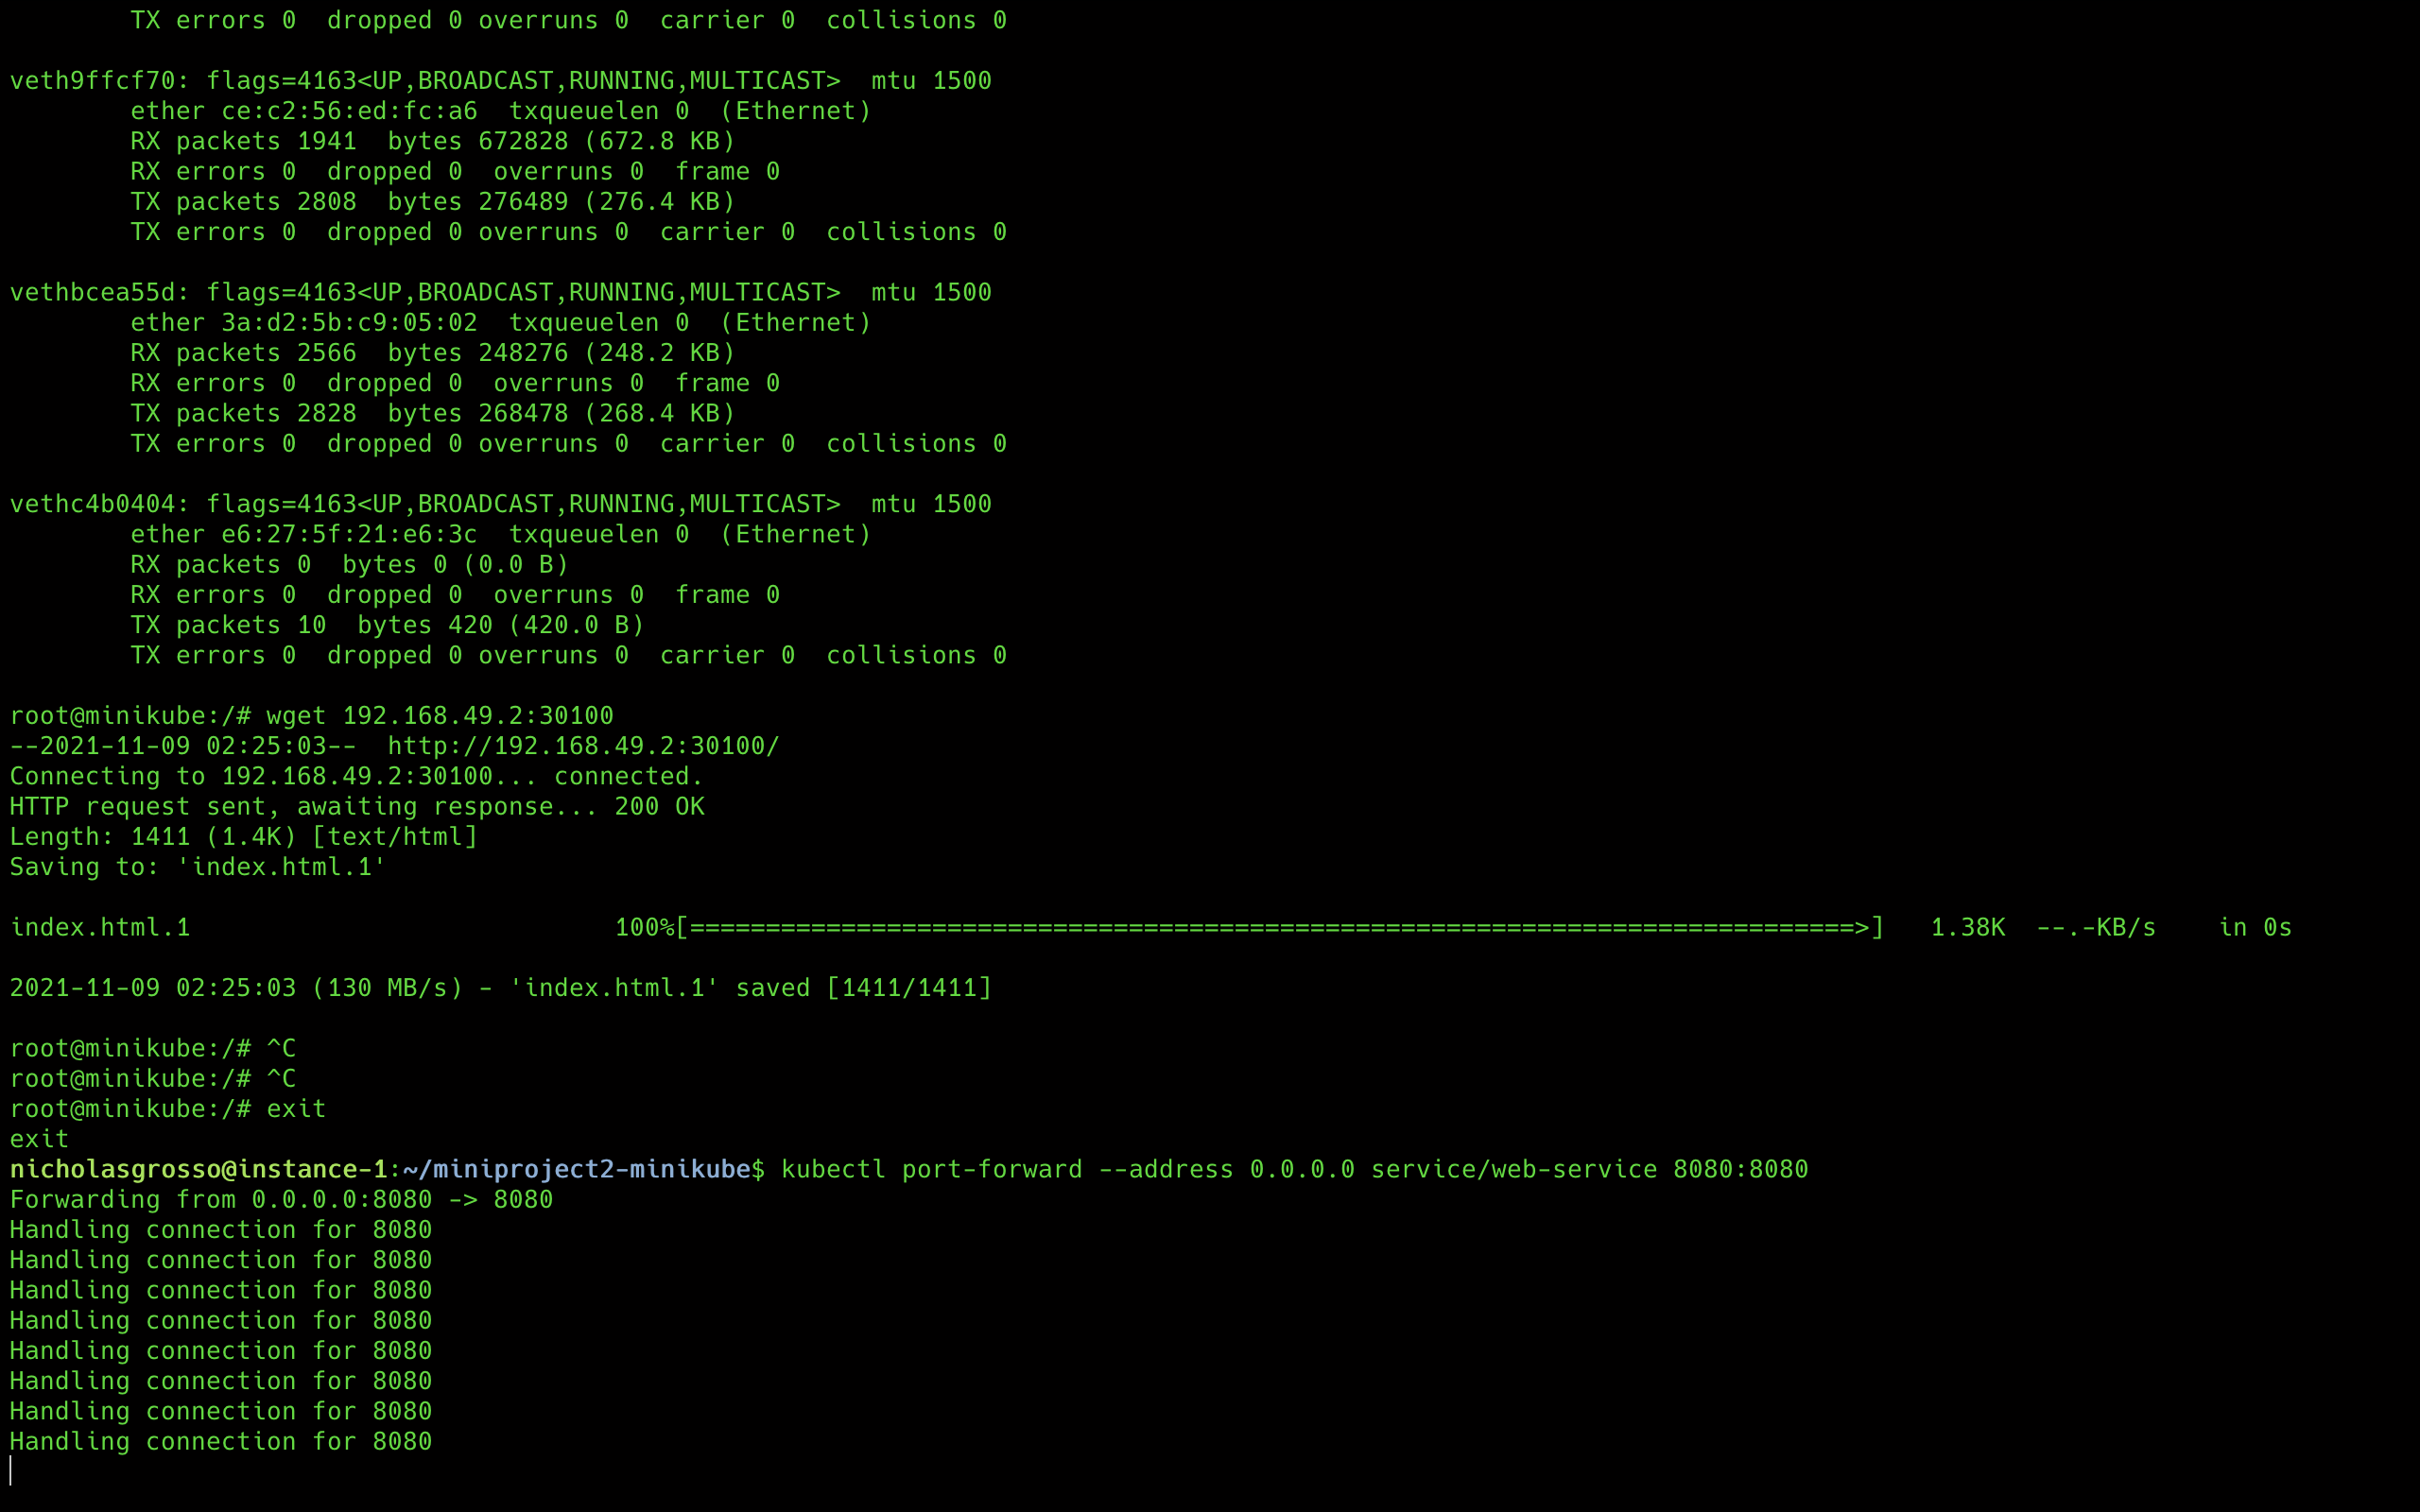 TX errors 0  dropped 0 overruns 0  carrier 0  collisions 0
veth9ffcf70: flags=4163<UP,BROADCAST,RUNNING,MULTICAST>  mtu 1500
ether ce:c2:56:ed:fc:a6  txqueuelen 0  (Ethernet)
RX packets 1941  bytes 672828 (672.8 KB)
RX errors 0  dropped 0  overruns 0  frame 0
TX packets 2808  bytes 276489 (276.4 KB)
TX errors 0  dropped 0 overruns 0  carrier 0  collisions 0
vethbcea55d: flags=4163<UP,BROADCAST,RUNNING,MULTICAST>  mtu 1500
ether 3a:d2:5b:c9:05:02  txqueuelen 0  (Ethernet)
RX packets 2566  bytes 248276 (248.2 KB)
RX errors 0  dropped 0  overruns 0  frame 0
TX packets 2828  bytes 268478 (268.4 KB)
TX errors 0  dropped 0 overruns 0  carrier 0  collisions 0
vethc4b0404: flags=4163<UP,BROADCAST,RUNNING,MULTICAST>  mtu 1500
ether e6:27:5f:21:e6:3c  txqueuelen 0  (Ethernet)
RX packets 0  bytes 0 (0.0 B)
RX errors 0  dropped 0  overruns 0  frame 0
TX packets 10  bytes 420 (420.0 B)
TX errors 0  dropped 0 overruns 0  carrier 0  collisions 0
root@minikube:/# wget 192.168.49.2:30100
--2021-11-09 02:25:03--  http://192.168.49.2:30100/
Connecting to 192.168.49.2:30100... connected.
HTTP request sent, awaiting response... 200 OK
Length: 1411 (1.4K) [text/html]
Saving to: 'index.html.1'
index.html.1                            100%[=============================================================================>]   1.38K  --.-KB/s    in 0s
2021-11-09 02:25:03 (130 MB/s) - 'index.html.1' saved [1411/1411]
root@minikube:/# ^C
root@minikube:/# ^C
root@minikube:/# exit
exit
nicholasgrosso@instance-1:~/miniproject2-minikube$ kubectl port-forward --address 0.0.0.0 service/web-service 8080:8080
Forwarding from 0.0.0.0:8080 -> 8080
Handling connection for 8080
Handling connection for 8080
Handling connection for 8080
Handling connection for 8080
Handling connection for 8080
Handling connection for 8080
Handling connection for 8080
Handling connection for 8080